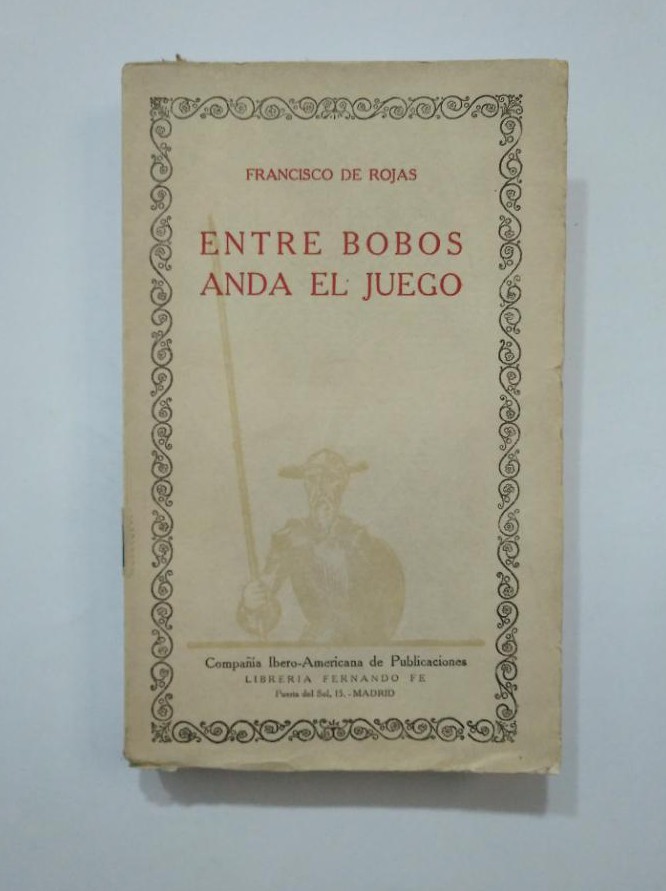 FRANCISCO DE ROJAS
ENTRE BOBOS
ANDA EL JUEGO
Compañía Ibero-Americana de Publicaciones
LIBRERIA FERNANDO FE
Puerta del Sol, 15. - MADRID